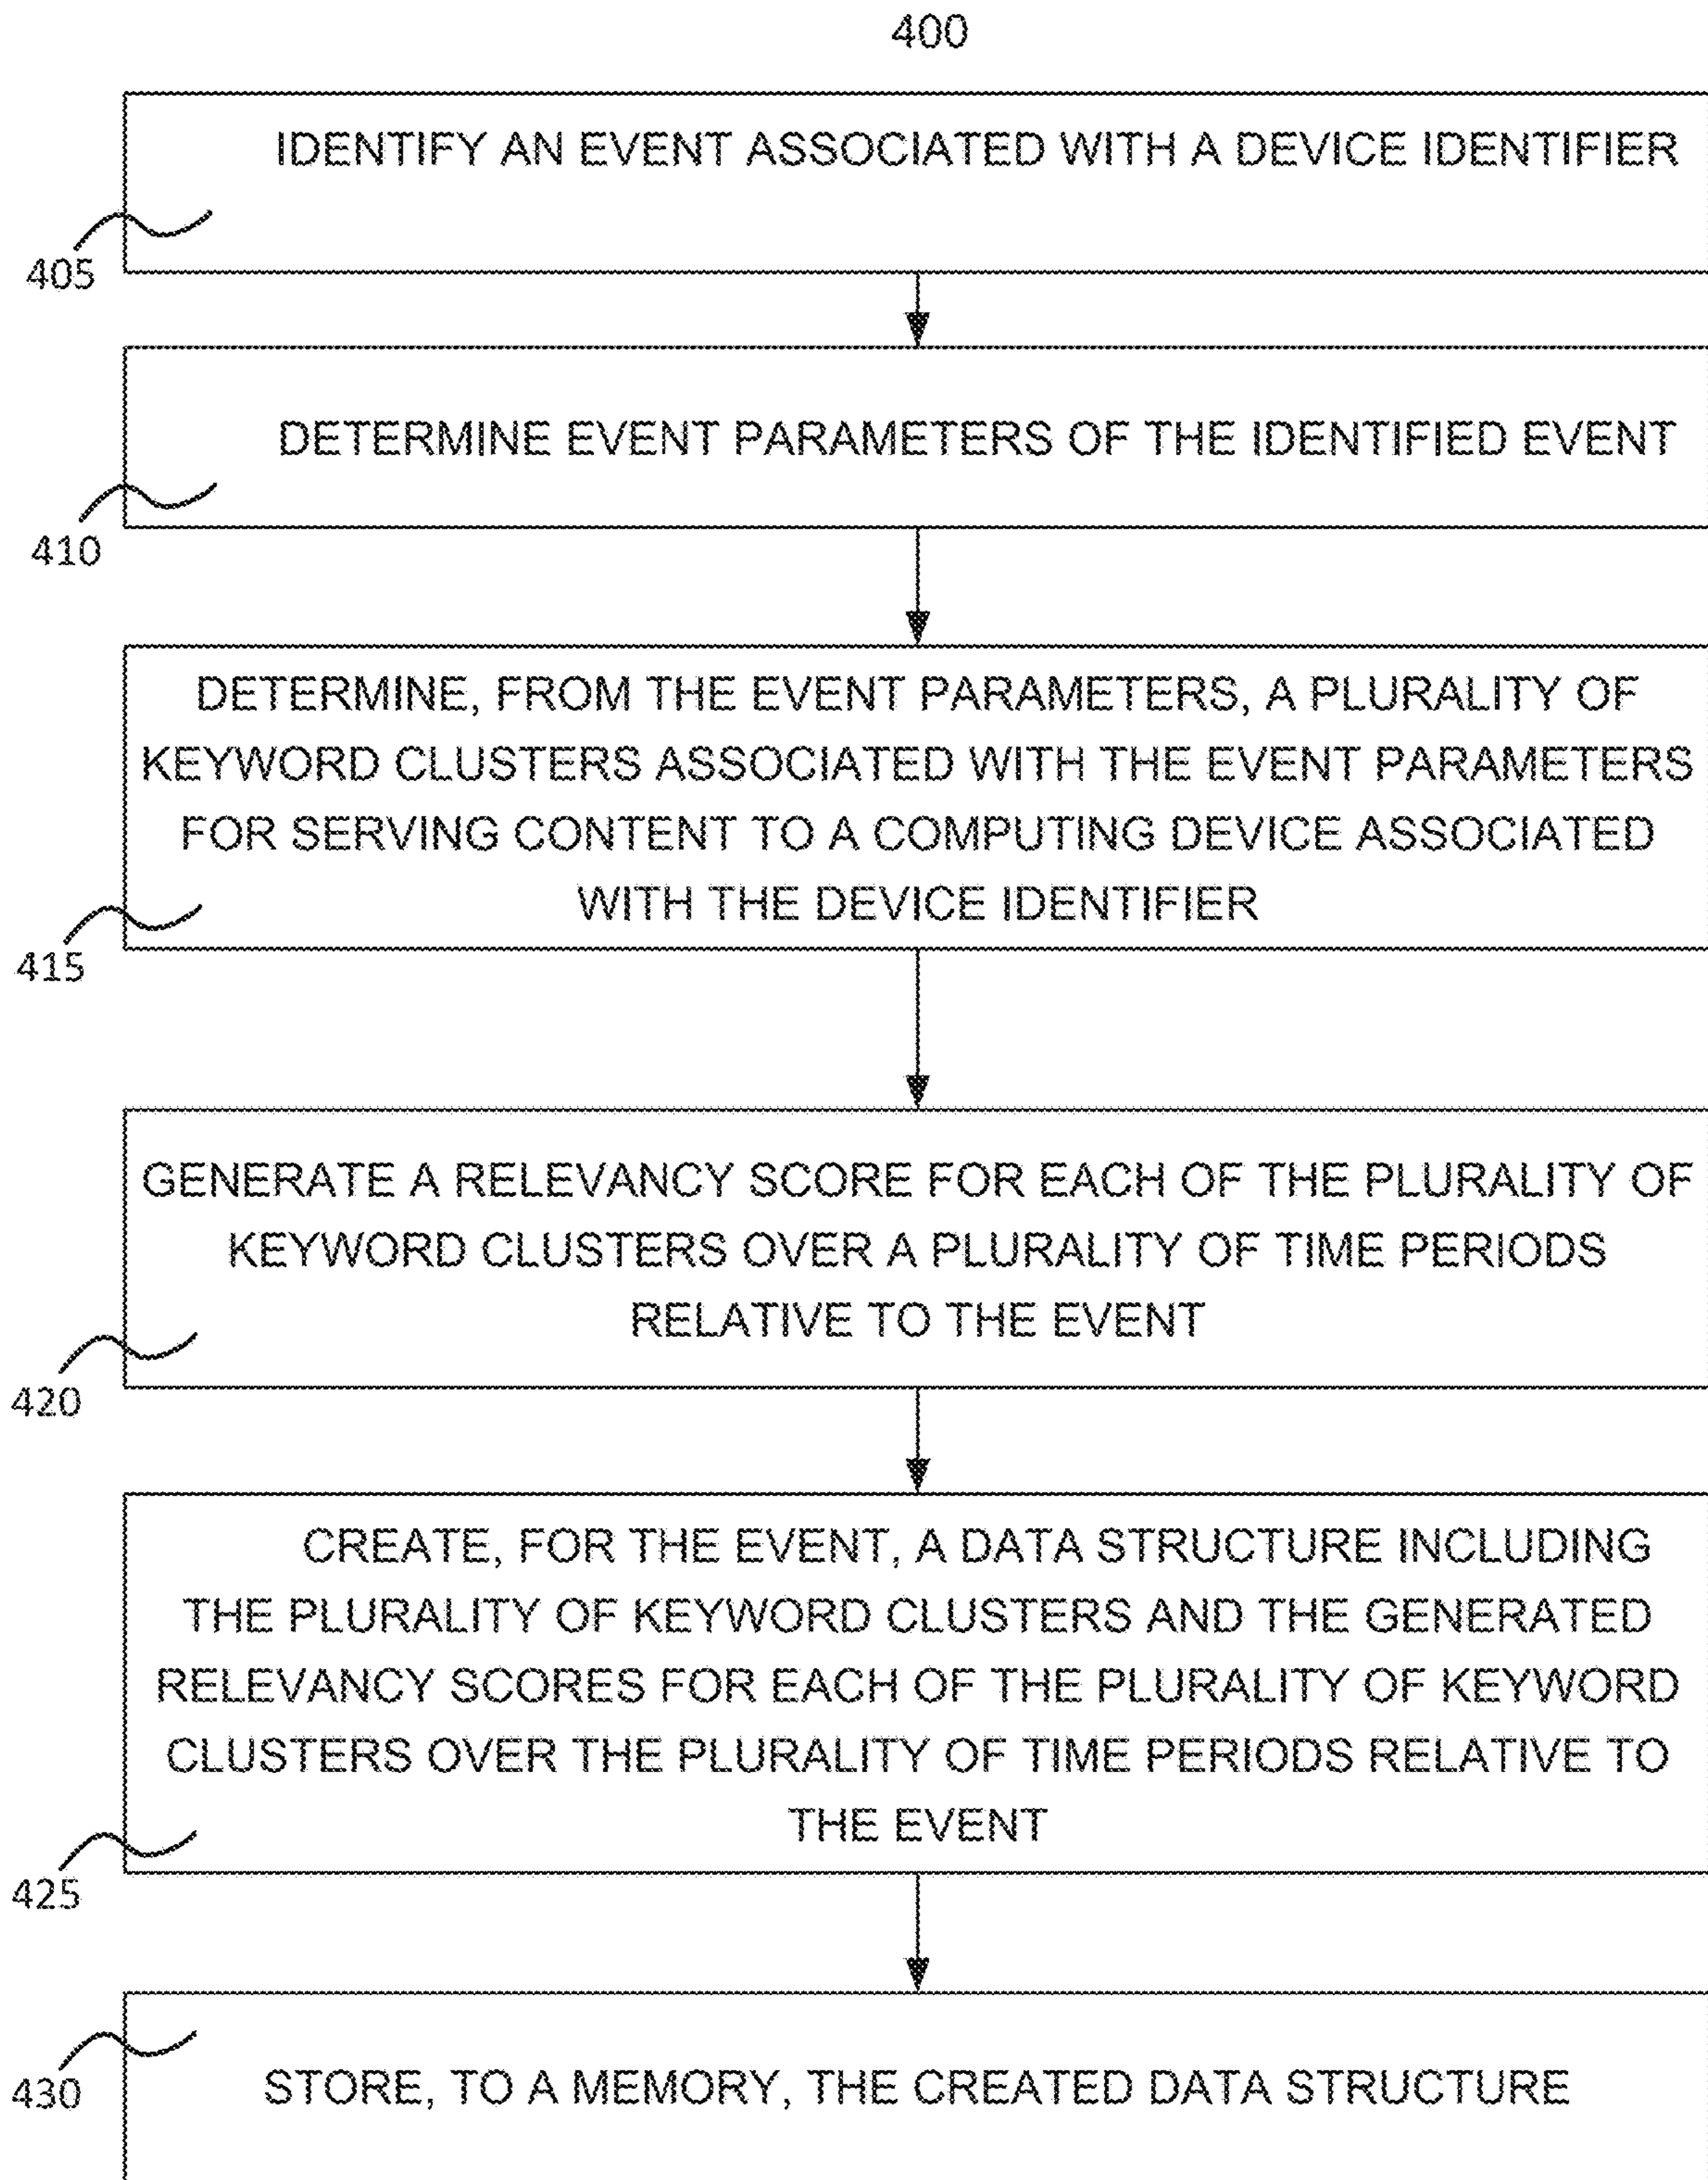 400
IDENTIFY AN EVENT ASSOCIATED WITH A DEVICE IDENTIFIER
405
DETERMINE EVENT PARAMETERS OF THE IDENTIFIED EVENT
410
DETERMINE, FROM THE EVENT PARAMETERS, A PLURALITY OF
KEYWORD CLUSTERS ASSOCIATED WITH THE EVENT PARAMETERS
FOR SERVING CONTENT TO A COMPUTING DEVICE ASSOCIATED
WITH THE DEVICE IDENTIFIER
415
GENERATE A RELEVANCY SCORE FOR EACH OF THE PLURALITY OF
KEYWORD CLUSTERS OVER A PLURALITY OF TIME PERIODS
RELATIVE TO THE EVENT
420
CREATE, FOR THE EVENT, A DATA STRUCTURE INCLUDING
THE PLURALITY OF KEYWORD CLUSTERS AND THE GENERATED
RELEVANCY SCORES FOR EACH OF THE PLURALITY OF KEYWORD
CLUSTERS OVER THE PLURALITY OF TIME PERIODS RELATIVE TO
THE EVENT
425
STORE, TO A MEMORY, THE CREATED DATA STRUCTURE
430